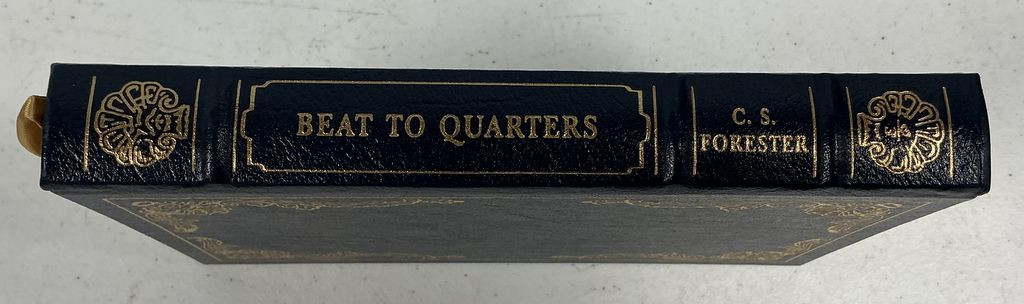 BEAT TO QUARTERS
C. S.
FORESTER